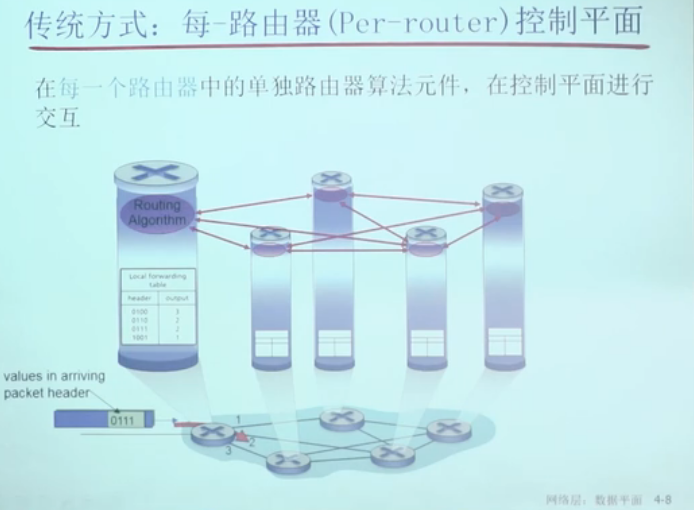 传统方式：每-路由器(Per-router)控制平面
在每一个路由器中的单独路由器算法元件，在控制平面进行
交互
Routing
Algorithm
Local forwarding
table
header output
0100 3
0110 2
0111 2
1001 1
values in arriving
packet header
0111
1
2
3
网络层：数据平面 4-8